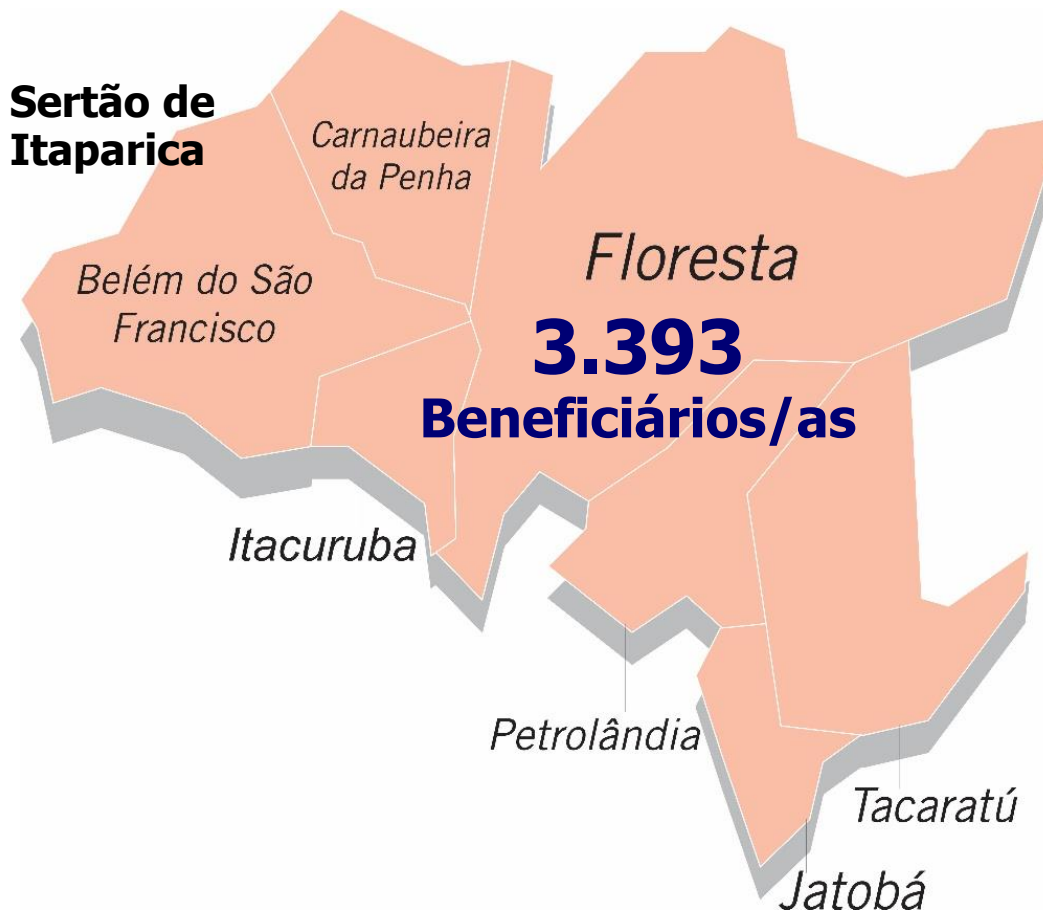 Sertão de
Itaparica
Carnaubeira
da Penha
Floresta
Belém do São
Francisco
3.393
Beneficiários/as
Itacuruba
Petrolândia
Tacaratú
Jatobá